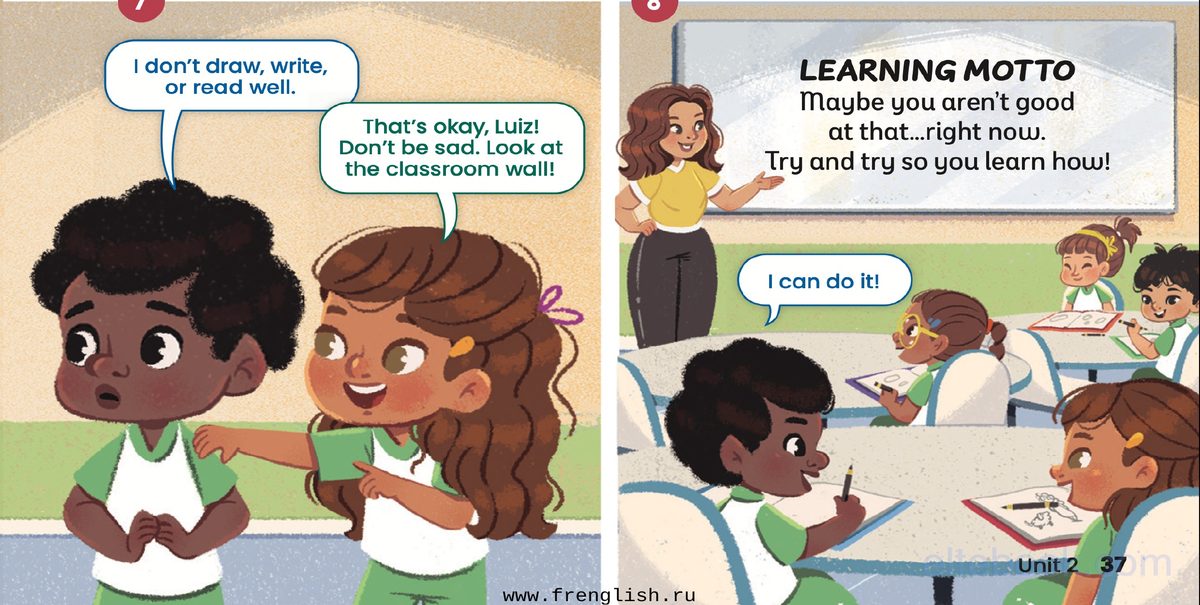 7
I don't draw, write,
or read well.
That's okay, Luiz!
Don't be sad. Look at
the classroom wall!
8
LEARNING MOTTO
Maybe you aren't good
at that...right now.
Try and try so you learn how!
I can do it!
Unit 2 37
www.frenglish.ru